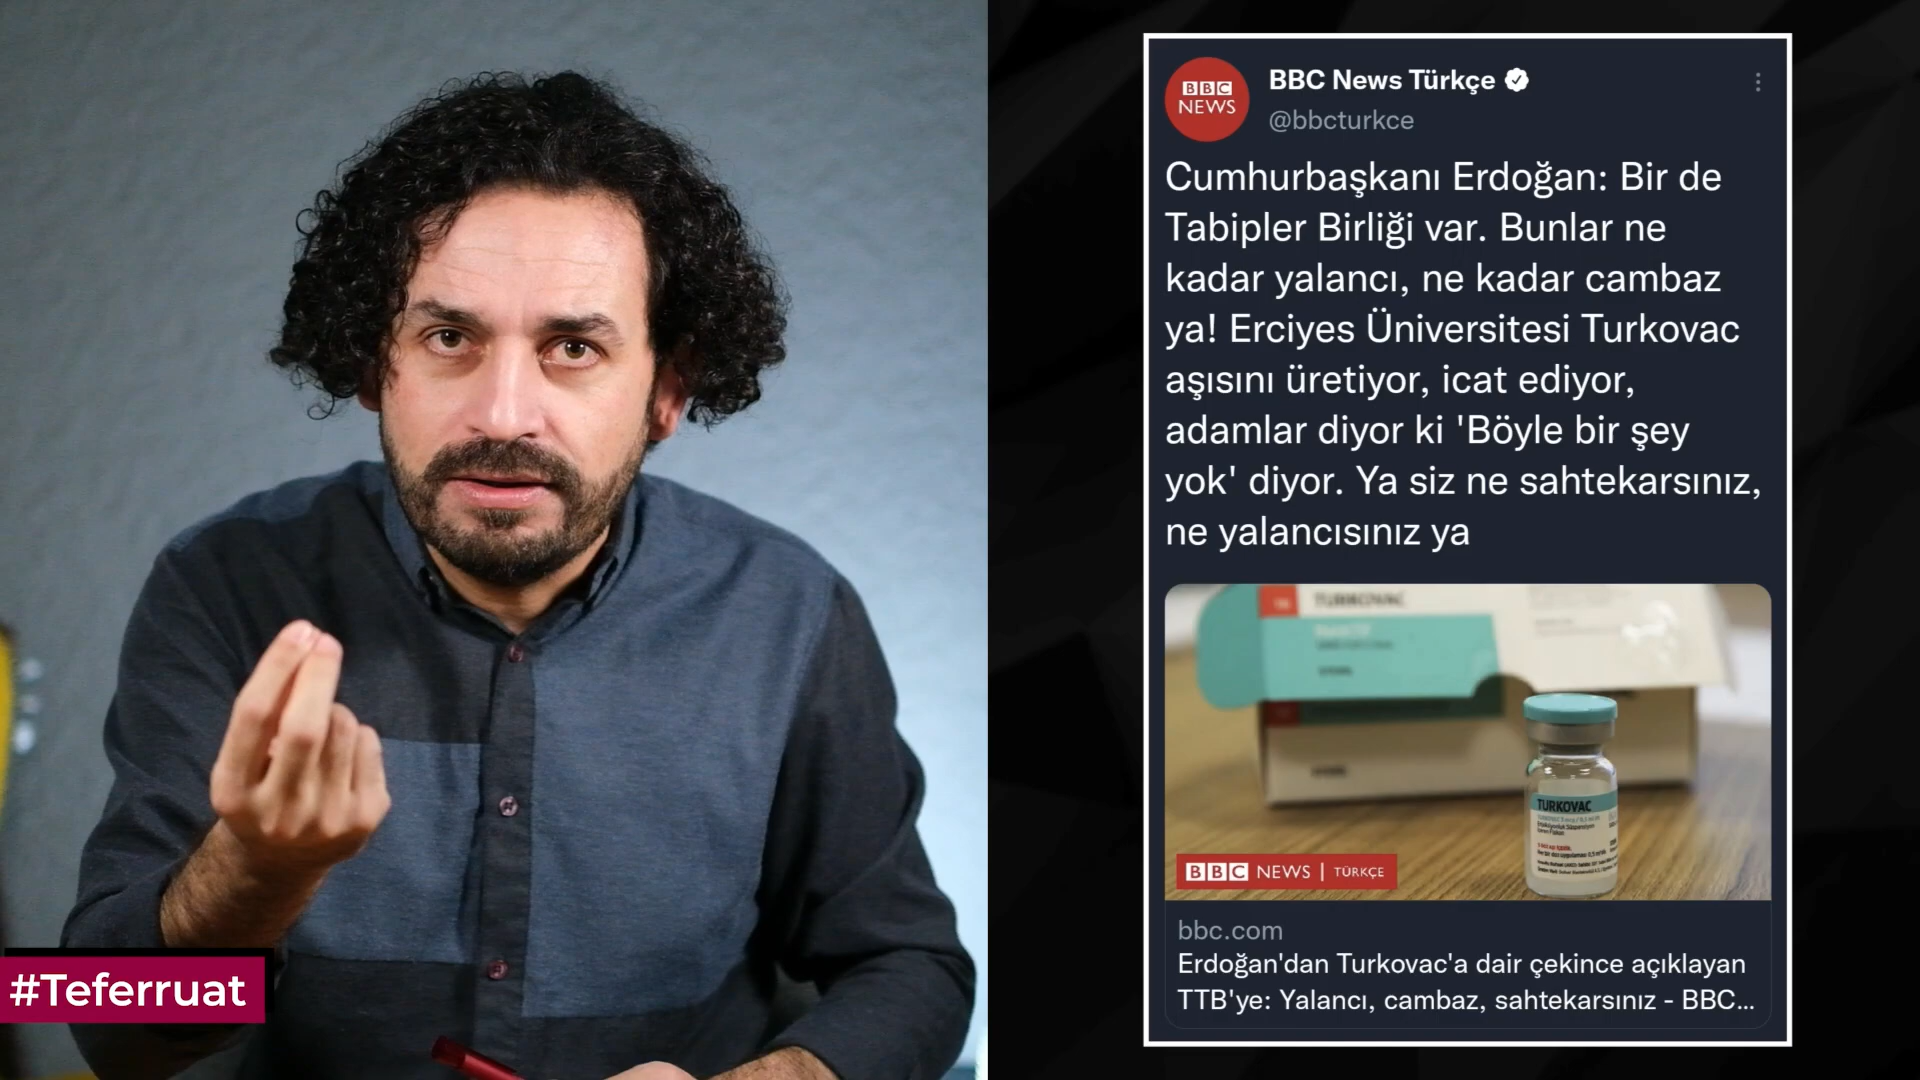 BBC
NEWS
BBC News Türkçe
@bbcturkce
Cumhurbaşkanı Erdoğan: Bir de
Tabipler Birliği var. Bunlar ne
kadar yalancı, ne kadar cambaz
ya! Erciyes Üniversitesi Turkovac
aşısını üretiyor, icat ediyor,
adamlar diyor ki 'Böyle bir şey
yok' diyor. Ya siz ne sahtekarsınız,
ne yalancısınız ya
TURKOVAC
TURKOVAC
BBC NEWS | TÜRKÇE
bbc.com
Erdoğan'dan Turkovac'a dair çekince açıklayan
TTB'ye: Yalancı, cambaz, sahtekarsınız - BBC...
#Teferruat